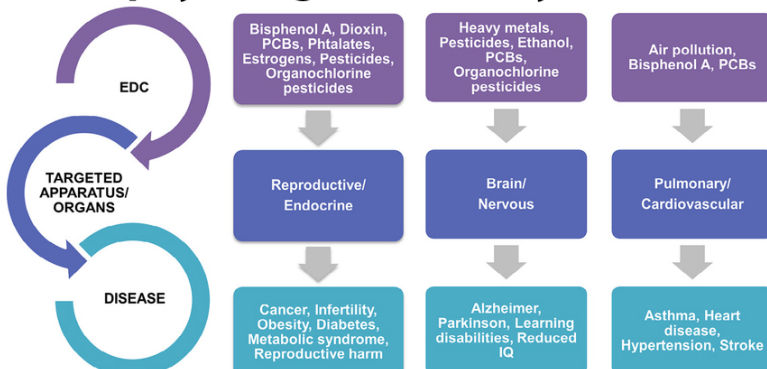 EDC
Bisphenol A, Dioxin,
PCBs, Phtalates,
Estrogens, Pesticides,
Organochlorine
pesticides
Heavy metals,
Pesticides, Ethanol,
PCBs,
Organochlorine
pesticides
Air pollution,
Bisphenol A, PCBs
TARGETED
APPARATUS/
ORGANS
Reproductive/
Endocrine
Brain/
Nervous
Pulmonary/
Cardiovascular
DISEASE
Cancer, Infertility,
Obesity, Diabetes,
Metabolic syndrome,
Reproductive harm
Alzheimer,
Parkinson, Learning
disabilities, Reduced
IQ
Asthma, Heart
disease,
Hypertension, Stroke